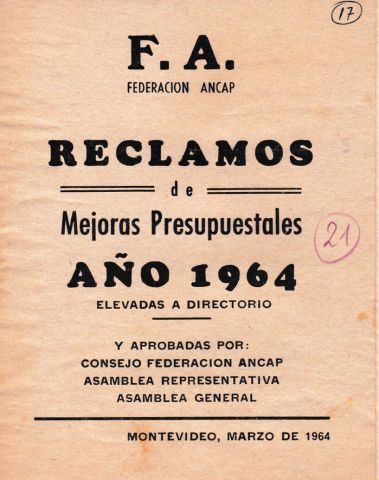 17
F. A.
FEDERACION ANCAP
RECLAMOS
de
Mejoras Presupuestales
21
AÑO 1964
ELEVADAS A DIRECTORIO
Y APROBADAS POR:
CONSEJO FEDERACION ANCAP
ASAMBLEA REPRESENTATIVA
ASAMBLEA GENERAL
MONTEVIDEO, MARZO DE 1964